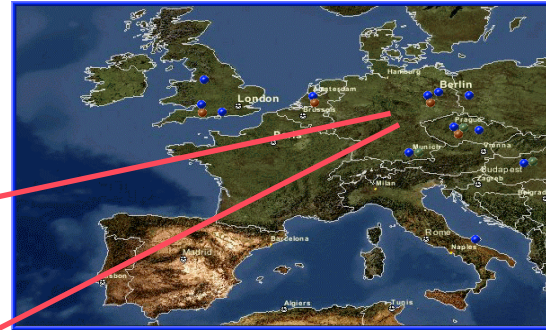 Hamburg
Berlin
Amsterdam
London
Brussels
Prague
Paris
Munich
Vienna
Budapest
Zagreb
Milan
Belgrad
Rome
Barcelona
Naples
Madrid
Lisbon
Algiers
Tunis